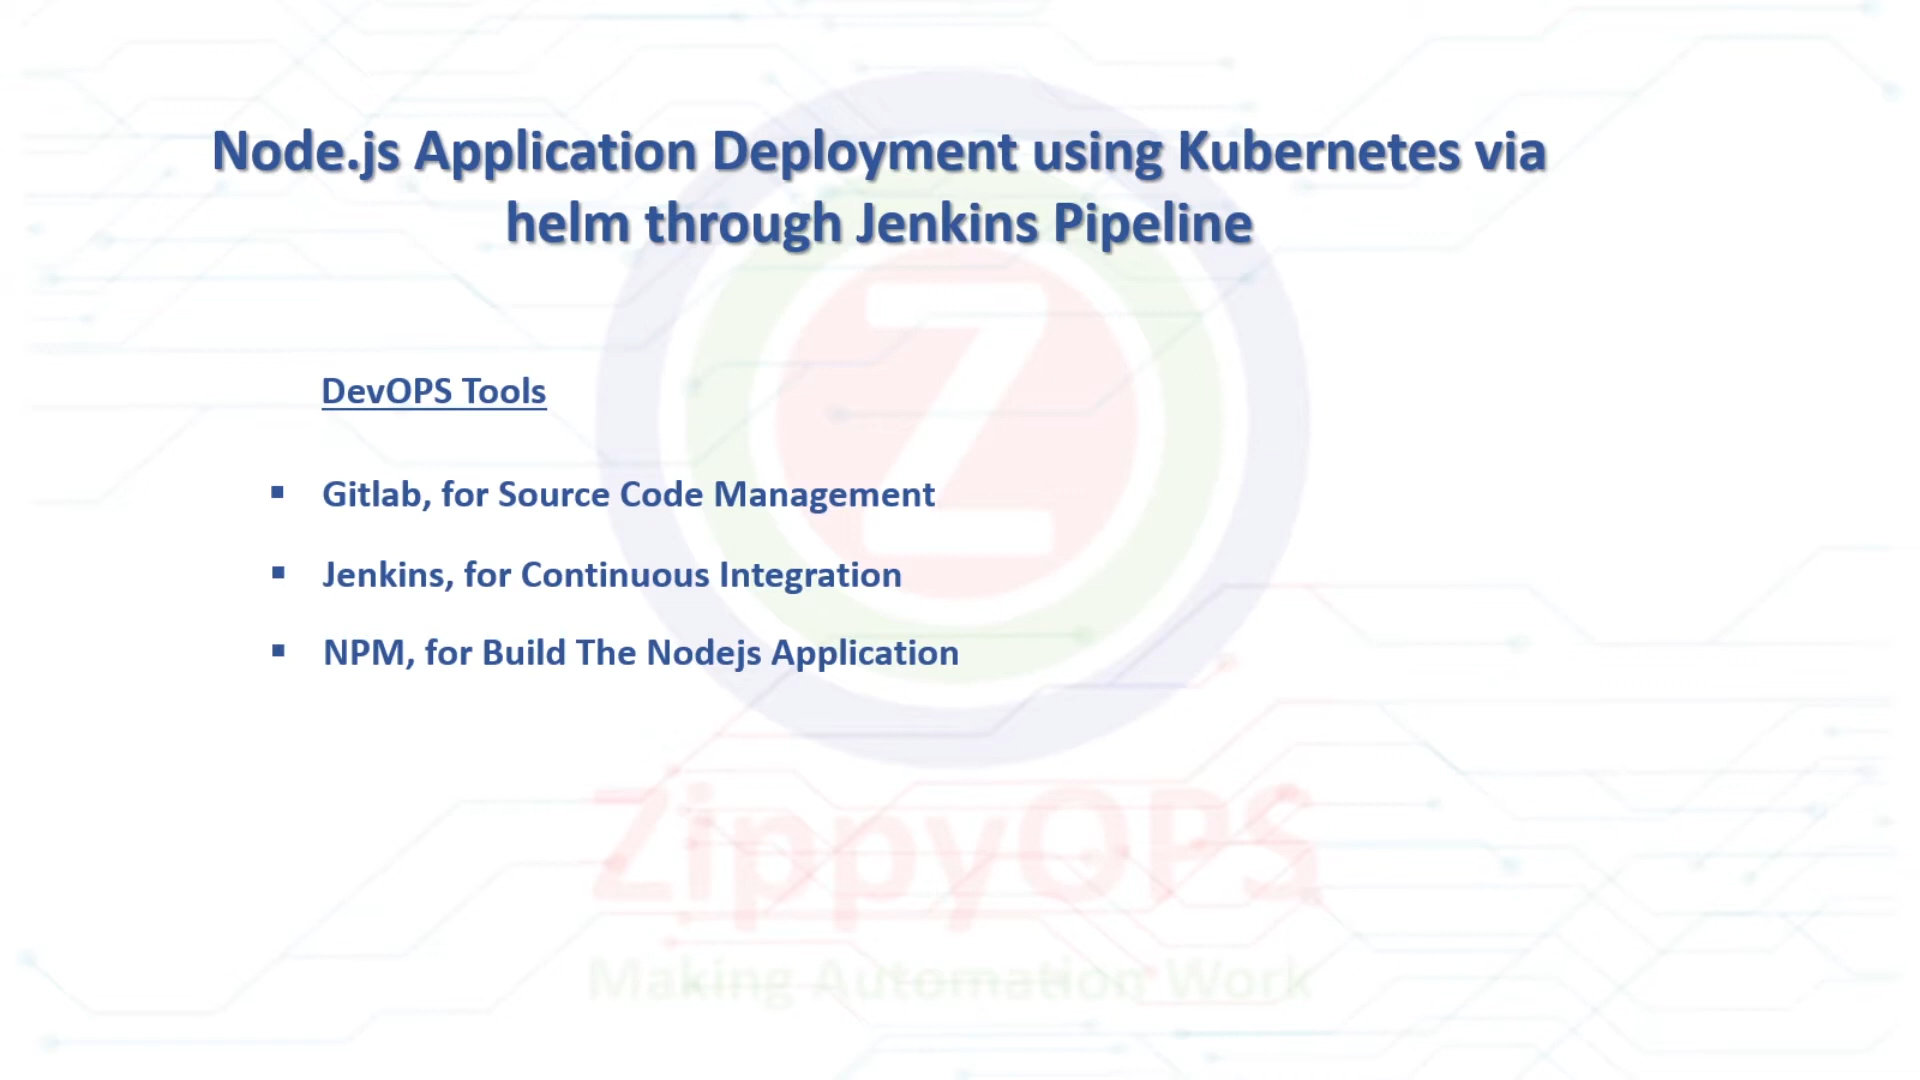 Node.js Application Deployment using Kubernetes via
helm through Jenkins Pipeline
DevOPS Tools
▪ Gitlab, for Source Code Management
▪ Jenkins, for Continuous Integration
▪ NPM, for Build The Nodejs Application
Z
ZippyOPS
Making Automation Work